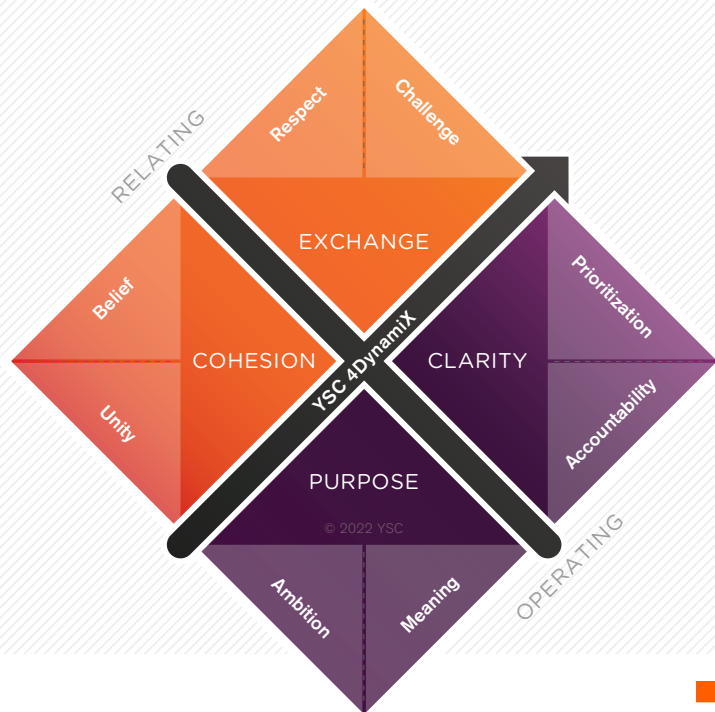 RELATING
Respect
Challenge
EXCHANGE
Belief
Unity
COHESION
YSC 4DynamiX
CLARITY
Prioritization
Accountability
PURPOSE
© 2022 YSC
Ambition
Meaning
OPERATING